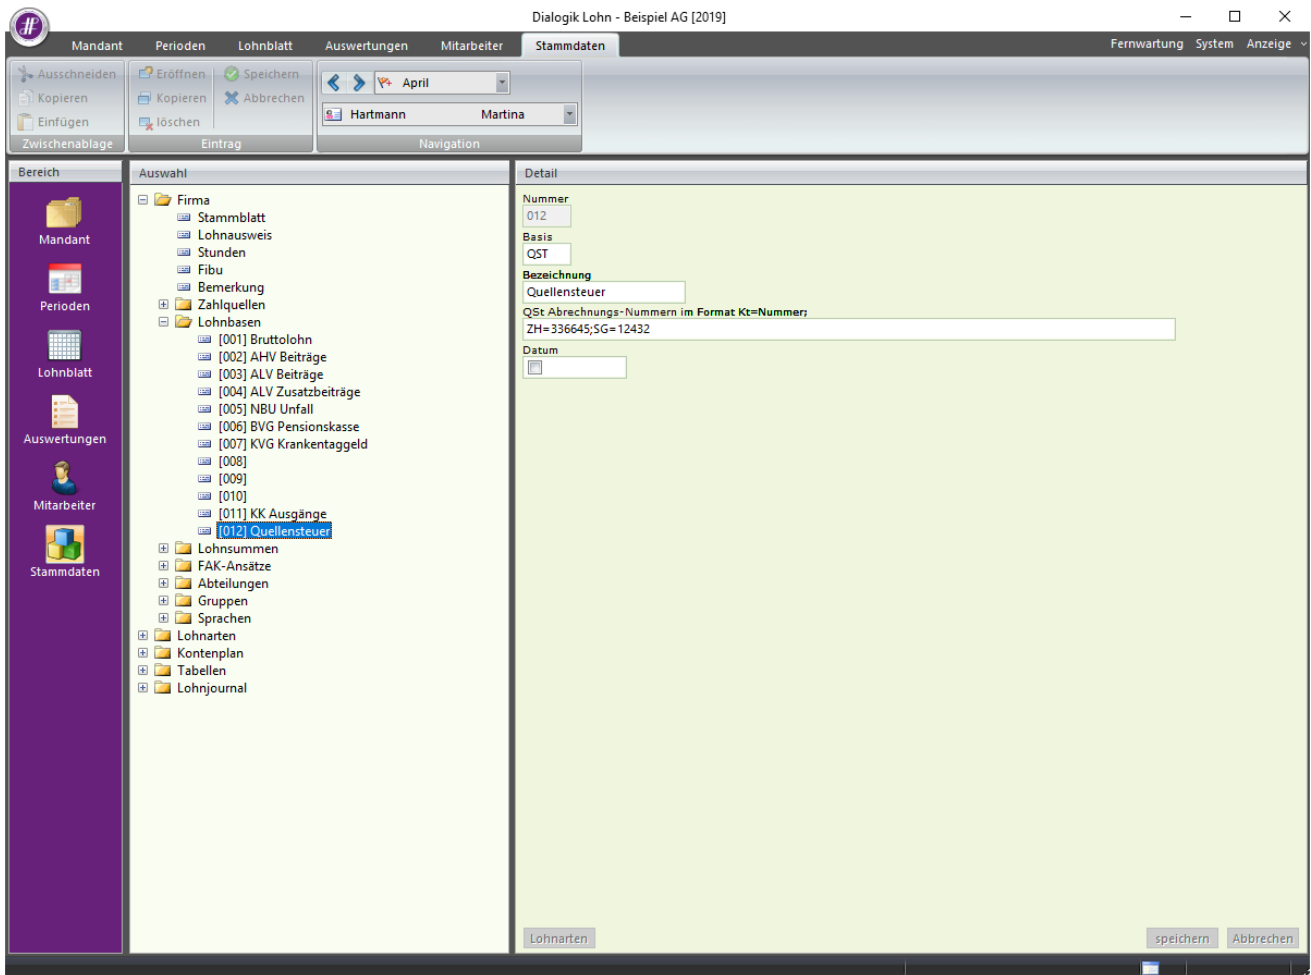 Dialogik Lohn - Beispiel AG [2019]
Mandant Perioden Lohnblatt Auswertungen Mitarbeiter Stammdaten Fernwartung System Anzeige
Ausschneiden Eröffnen Speichern
Kopieren Kopieren Abbrechen
Einfügen löschen
April
Hartmann Martina
Zwischenablage Eintrag Navigation
Bereich
Mandant
Perioden
Lohnblatt
Auswertungen
Mitarbeiter
Stammdaten
Auswahl
Firma
Stammblatt
Lohnausweis
Stunden
Fibu
Bemerkung
Zahlquellen
Lohnbasen
[001] Bruttolohn
[002] AHV Beiträge
[003] ALV Beiträge
[004] ALV Zusatzbeiträge
[005] NBU Unfall
[006] BVG Pensionskasse
[007] KVG Krankentaggeld
[008]
[009]
[010]
[011] KK Ausgänge
[012] Quellensteuer
Lohnsummen
FAK-Ansätze
Abteilungen
Gruppen
Sprachen
Lohnarten
Kontenplan
Tabellen
Lohnjournal
Detail
Nummer
012
Basis
QST
Bezeichnung
Quellensteuer
QSt Abrechnungs-Nummern im Format Kt=Nummer;
ZH=336645;SG=12432
Datum
Lohnarten speichern Abbrechen